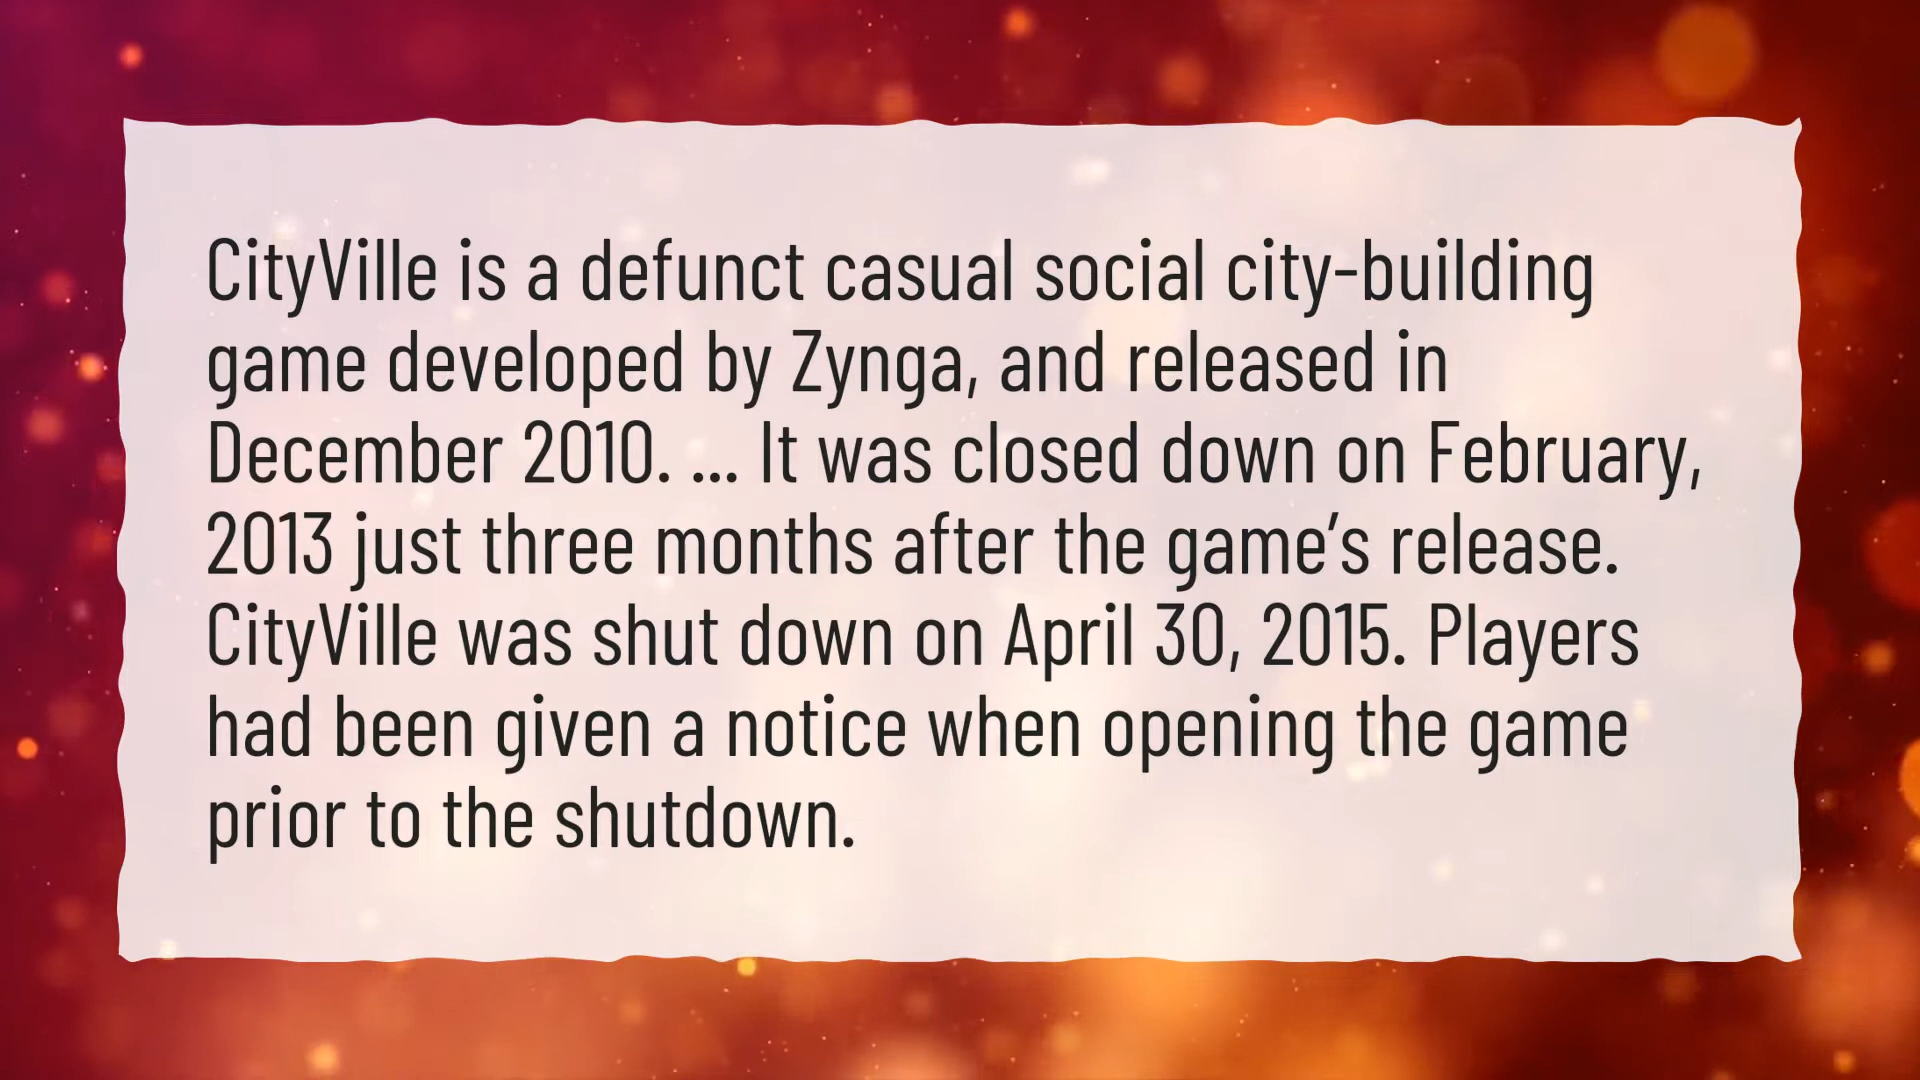 CityVille is a defunct casual social city-building
game developed by Zynga, and released in
December 2010. ... It was closed down on February,
2013 just three months after the game’s release.
CityVille was shut down on April 30, 2015. Players
had been given a notice when opening the game
prior to the shutdown.